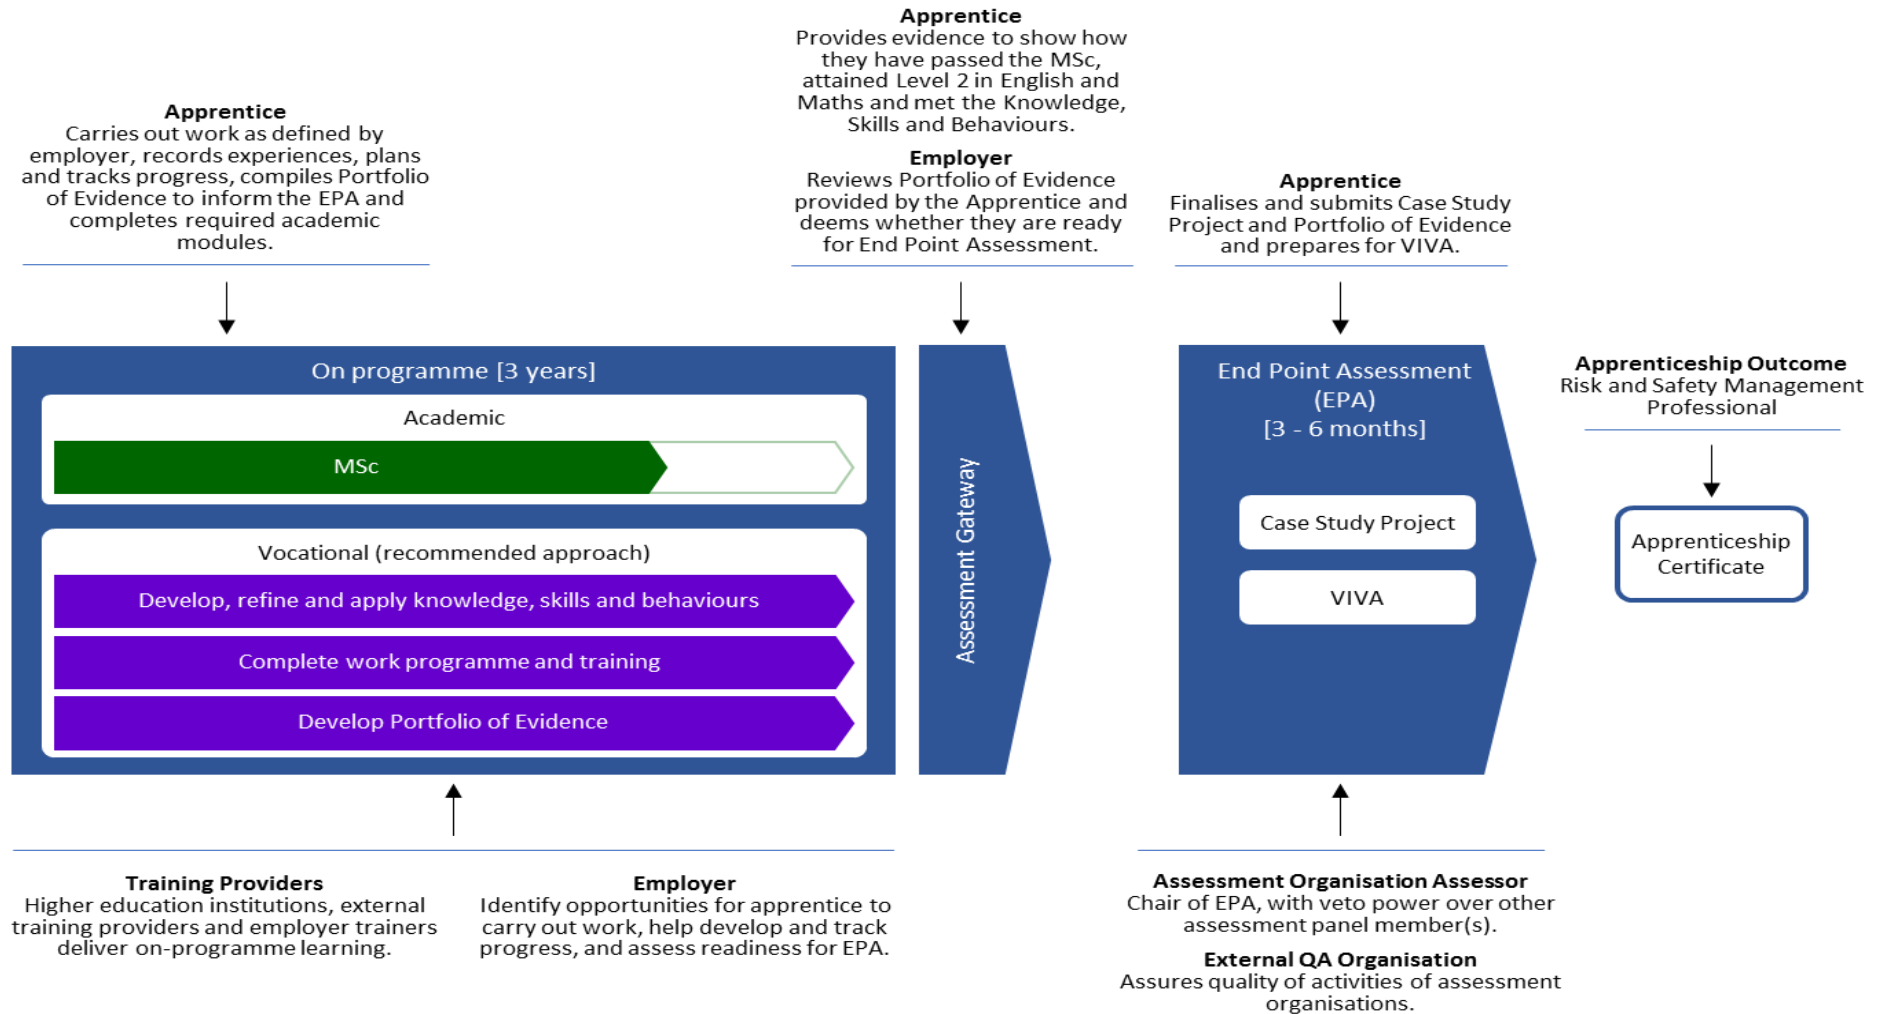 Apprentice
Carries out work as defined by
employer, records experiences, plans
and tracks progress, compiles Portfolio
of Evidence to inform the EPA and
completes required academic
modules.
Apprentice
Provides evidence to show how
they have passed the MSc,
attained Level 2 in English and
Maths and met the Knowledge,
Skills and Behaviours.
Employer
Reviews Portfolio of Evidence
provided by the Apprentice and
deems whether they are ready
for End Point Assessment.
Apprentice
Finalises and submits Case Study
Project and Portfolio of Evidence
and prepares for VIVA.
On programme [3 years]
Academic
MSc
Vocational (recommended approach)
Develop, refine and apply knowledge, skills and behaviours
Complete work programme and training
Develop Portfolio of Evidence
Assessment Gateway
End Point Assessment
(EPA)
[3 - 6 months]
Case Study Project
VIVA
Apprenticeship Outcome
Risk and Safety Management
Professional
Apprenticeship
Certificate
Training Providers
Higher education institutions, external
training providers and employer trainers
deliver on-programme learning.
Employer
Identify opportunities for apprentice to
carry out work, help develop and track
progress, and assess readiness for EPA.
Assessment Organisation Assessor
Chair of EPA, with veto power over other
assessment panel member(s).
External QA Organisation
Assures quality of activities of assessment
organisations.